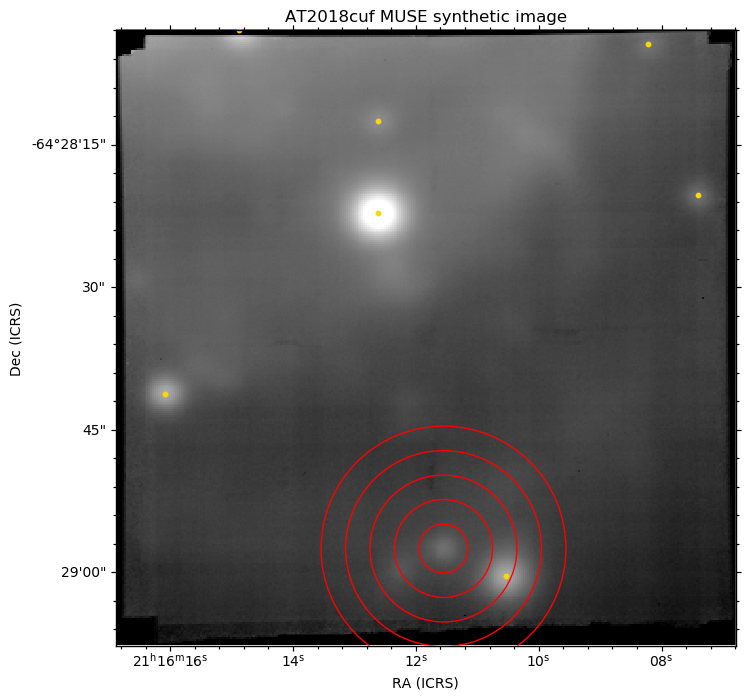 AT2018cuf MUSE synthetic image
-64°28'15"
30"
45"
29'00"
Dec (ICRS)
21h16m16s 14s 12s 10s 08s
RA (ICRS)